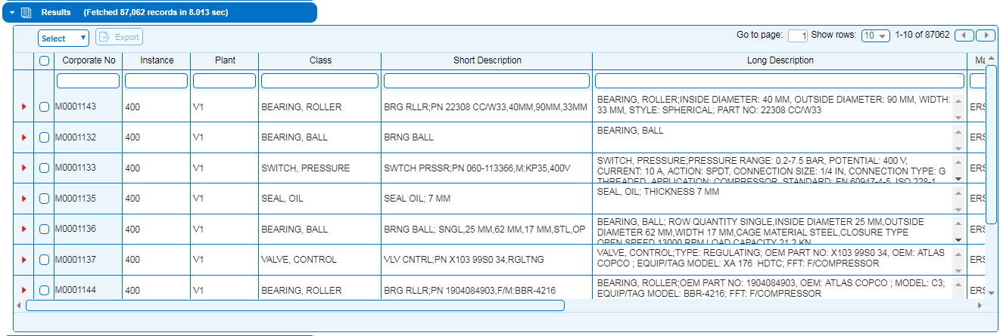 Results (Fetched 87,062 records in 8.013 sec)
Select Export Go to page: 1 Show rows: 10 1-10 of 87062
Corporate No Instance Plant Class Short Description Long Description Ma
M0001143 400 V1 BEARING, ROLLER BRG RLLR;PN 22308 CC/W33,40MM,90MM,33MM BEARING, ROLLER;INSIDE DIAMETER: 40 MM, OUTSIDE DIAMETER: 90 MM, WIDTH: ERS
33 MM, STYLE: SPHERICAL; PART NO: 22308 CC/W33
M0001132 400 V1 BEARING, BALL BRNG BALL BEARING, BALL ERS
M0001133 400 V1 SWITCH, PRESSURE SWTCH PRSSR;PN 060-113366,M:KP35,400V SWITCH, PRESSURE;PRESSURE RANGE: 0.2-7.5 BAR, POTENTIAL: 400 V, ERS
CURRENT: 10 A, ACTION: SPDT, CONNECTION SIZE: 1/4 IN, CONNECTION TYPE: G
THREADED, APPLICATION: COMPRESSOR, STANDARD: EN 60947-4-5, ISO 228-1
M0001135 400 V1 SEAL, OIL SEAL OIL; 7 MM SEAL, OIL; THICKNESS 7 MM ERS
M0001136 400 V1 BEARING, BALL BRNG BALL; SNGL,25 MM,62 MM,17 MM,STL,OP BEARING, BALL; ROW QUANTITY SINGLE,INSIDE DIAMETER 25 MM,OUTSIDE ERS
DIAMETER 62 MM,WIDTH 17 MM,CAGE MATERIAL STEEL,CLOSURE TYPE
OPEN,SPEED 13000 RPM,LOAD CAPACITY 21.2 KN
M0001137 400 V1 VALVE, CONTROL VLV CNTRL;PN X103 99S0 34,RGLTNG VALVE, CONTROL;TYPE: REGULATING; OEM PART NO: X103 99S0 34, OEM: ATLAS ERS
COPCO ; EQUIP/TAG MODEL: XA 176 HDTC; FFT: F/COMPRESSOR
M0001144 400 V1 BEARING, ROLLER BRG RLLR;PN 1904084903,F/M:BBR-4216 BEARING, ROLLER;OEM PART NO: 1904084903, OEM: ATLAS COPCO ; MODEL: C3; ERS
EQUIP/TAG MODEL: BBR-4216; FFT: F/COMPRESSOR